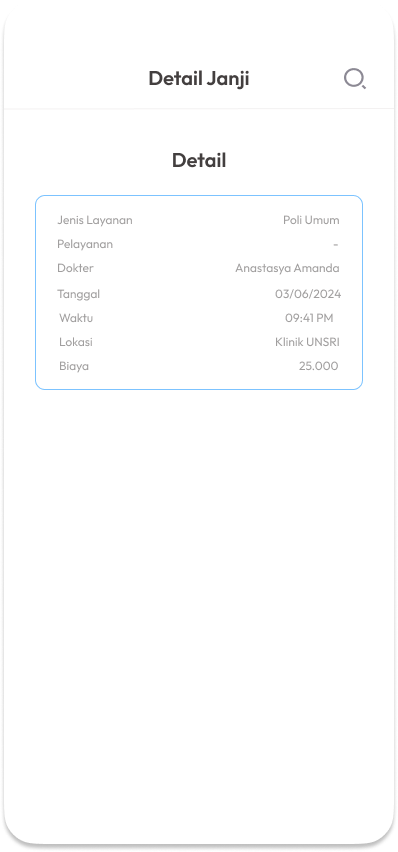 Detail Janji
Detail
Jenis Layanan Poli Umum
Pelayanan -
Dokter Anastasya Amanda
Tanggal 03/06/2024
Waktu 09:41 PM
Lokasi Klinik UNSRI
Biaya 25.000